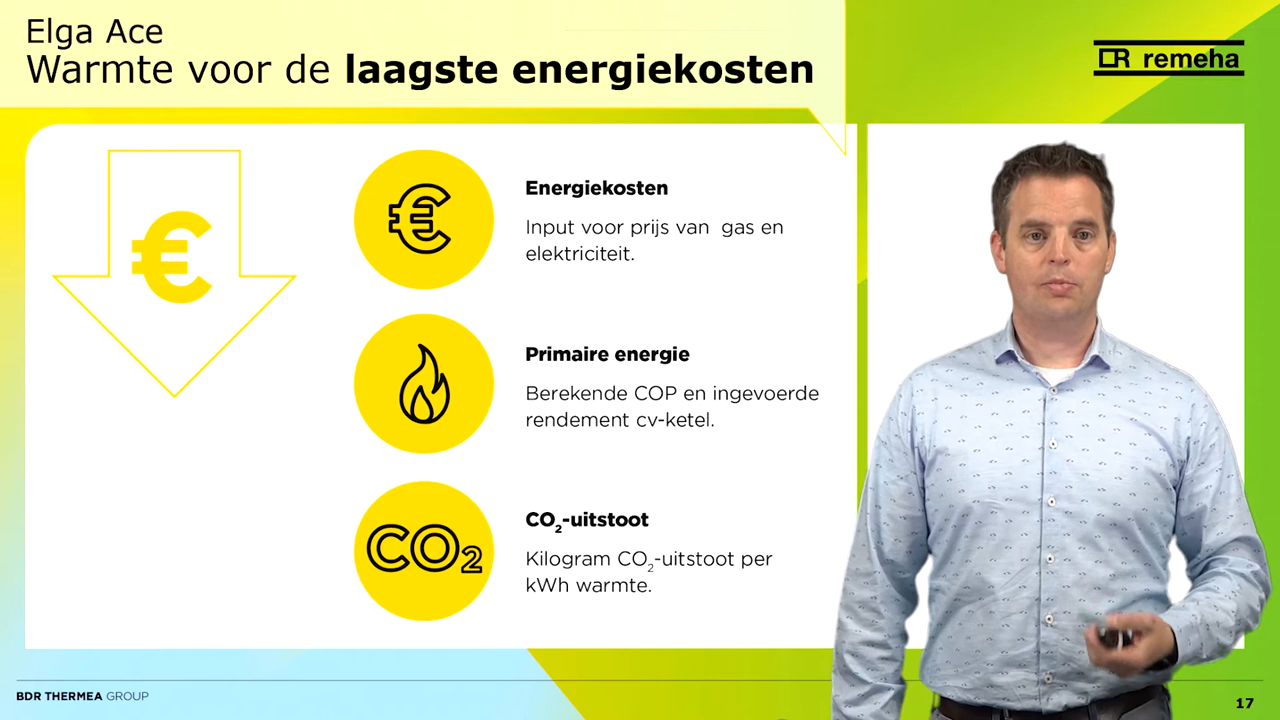 Elga Ace
Warmte voor de laagste energiekosten
remeha
€
€
Energiekosten
Input voor prijs van gas en
elektriciteit.
Primaire energie
Berekende COP en ingevoerde
rendement cv-ketel.
CO₂
CO₂-uitstoot
Kilogram CO₂-uitstoot per
kWh warmte.
BDR THERMEA GROUP
17